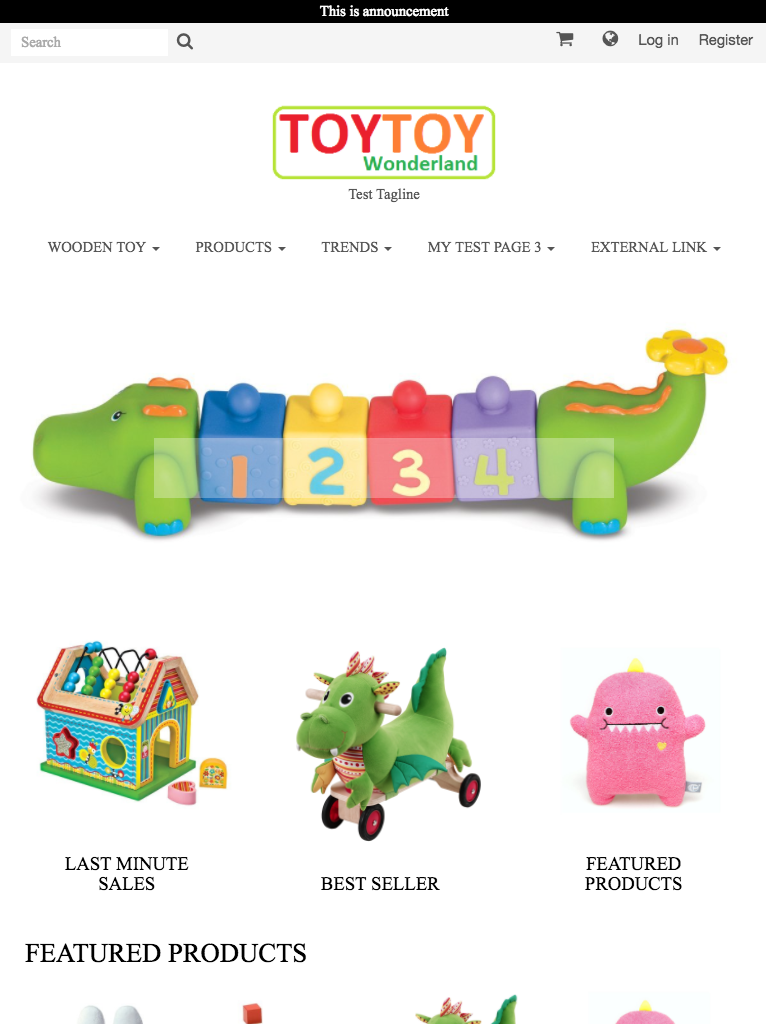 This is announcement
Search
Log in
Register
TOYTOY
Wonderland
Test Tagline
WOODEN TOY
PRODUCTS
TRENDS
MY TEST PAGE 3
EXTERNAL LINK
1 2 3 4
LAST MINUTE
SALES
BEST SELLER
FEATURED
PRODUCTS
FEATURED PRODUCTS